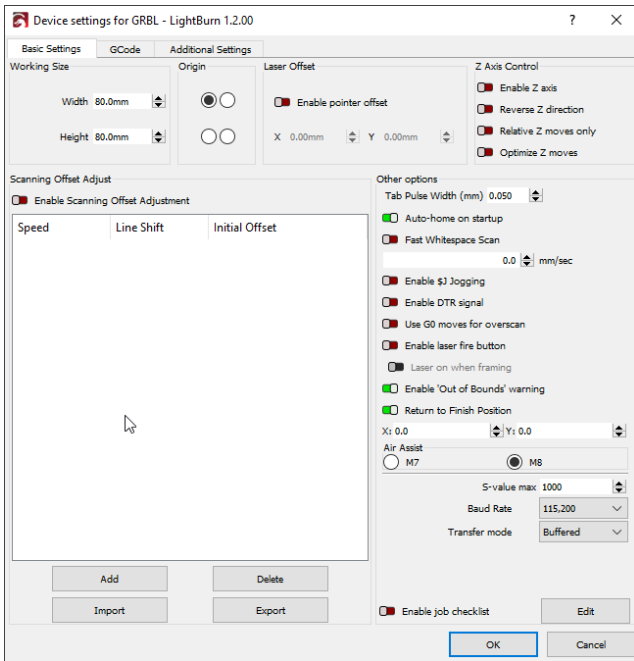 Device settings for GRBL - LightBurn 1.2.00
Basic Settings GCode Additional Settings
Working Size
Width 80.0mm
Height 80.0mm
Origin
Laser Offset
Enable pointer offset
X 0.00mm Y 0.00mm
Z Axis Control
Enable Z axis
Reverse Z direction
Relative Z moves only
Optimize Z moves
Scanning Offset Adjust
Enable Scanning Offset Adjustment
Speed Line Shift Initial Offset
Add Delete
Import Export
Other options
Tab Pulse Width (mm) 0.050
Auto-home on startup
Fast Whitespace Scan
0.0 mm/sec
Enable $J Jogging
Enable DTR signal
Use G0 moves for overscan
Enable laser fire button
Laser on when framing
Enable 'Out of Bounds' warning
Return to Finish Position
X: 0.0 Y: 0.0
Air Assist
M7 M8
S-value max 1000
Baud Rate 115,200
Transfer mode Buffered
Enable job checklist Edit
OK Cancel